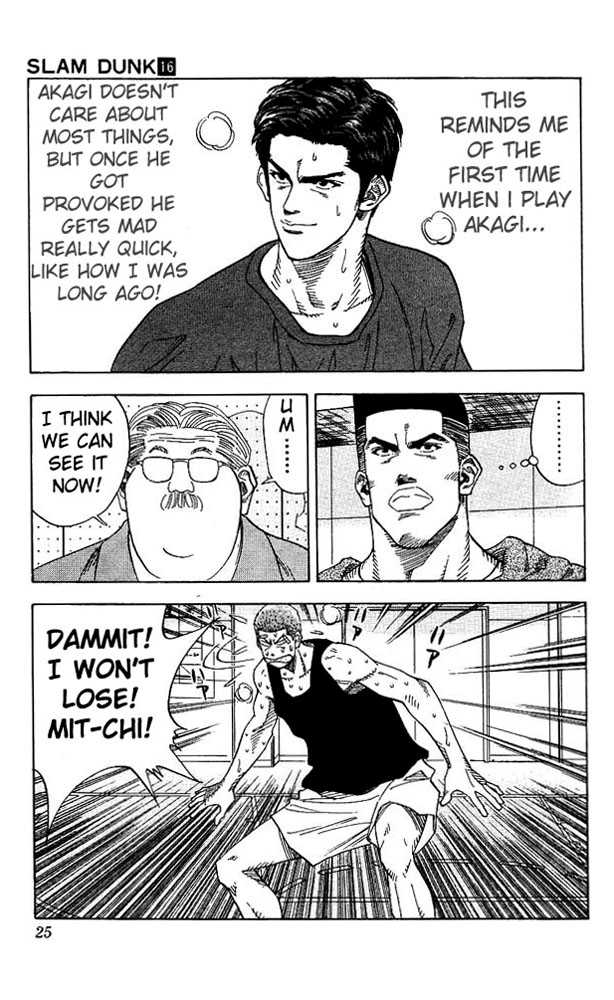 SLAM DUNK 16
THIS
REMINDS ME
OF THE
FIRST TIME
WHEN I PLAY
AKAGI...
AKAGI DOESN'T
CARE ABOUT
MOST THINGS,
BUT ONCE HE
GOT
PROVOKED HE
GETS MAD
REALLY QUICK,
LIKE HOW I WAS
LONG AGO!
........
UM......
I THINK
WE CAN
SEE IT
NOW!
DAMMIT!
I WON'T
LOSE!
MIT-CHI!
25